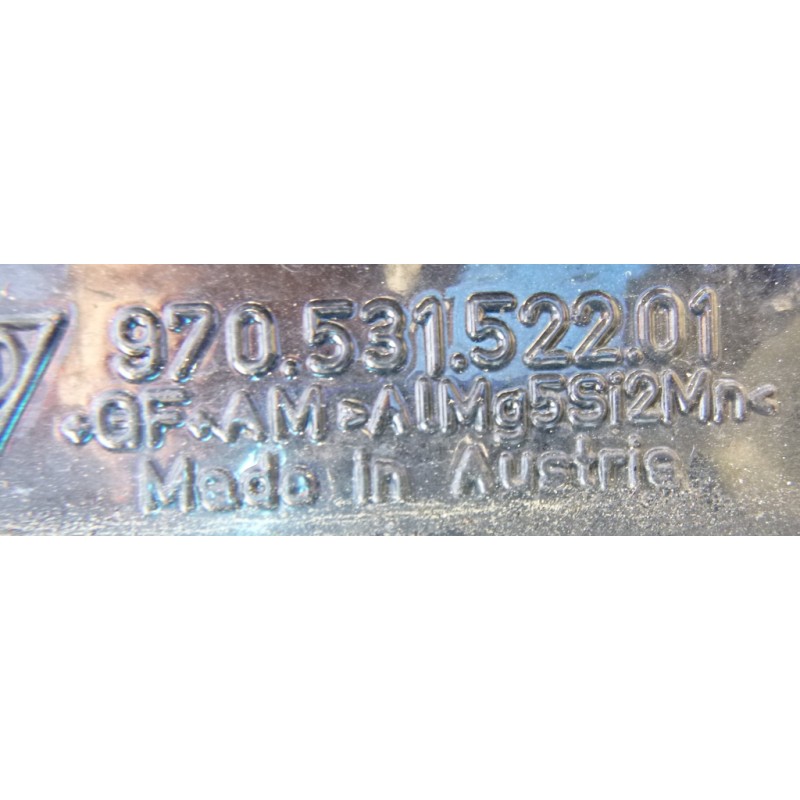 970.531.522.01
+GF+AM >AlMg5Si2Mn<
Made in Austria